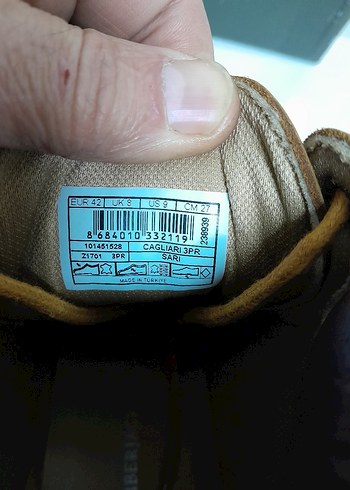 EUR 42 UK 8 US 9 CM 27
8 684010 332119
238939
101451528 CAGLIARI 3PR
Z1701 3PR SARI
MADE IN TÜRKİYE